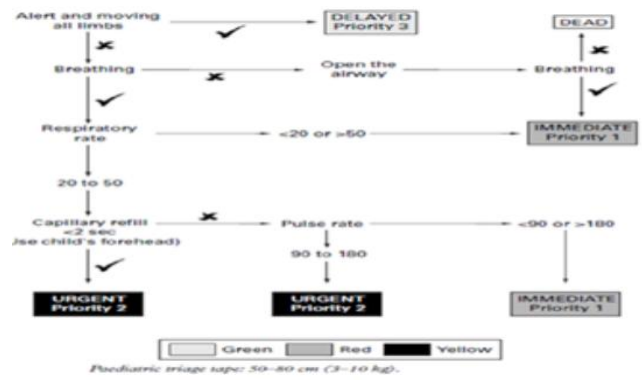 Alert and moving
all limbs
DELAYED
Priority 3
DEAD
Breathing
Open the
airway
Breathing
Respiratory
rate
<20 or >50
IMMEDIATE
Priority 1
20 to 50
Capillary refill
<2 sec
Use child's forehead)
Pulse rate
<90 or >180
90 to 180
URGENT
Priority 2
URGENT
Priority 2
IMMEDIATE
Priority 1
Green
Red
Yellow
Paediatric triage tape: 50–80 cm (3–10 kg).